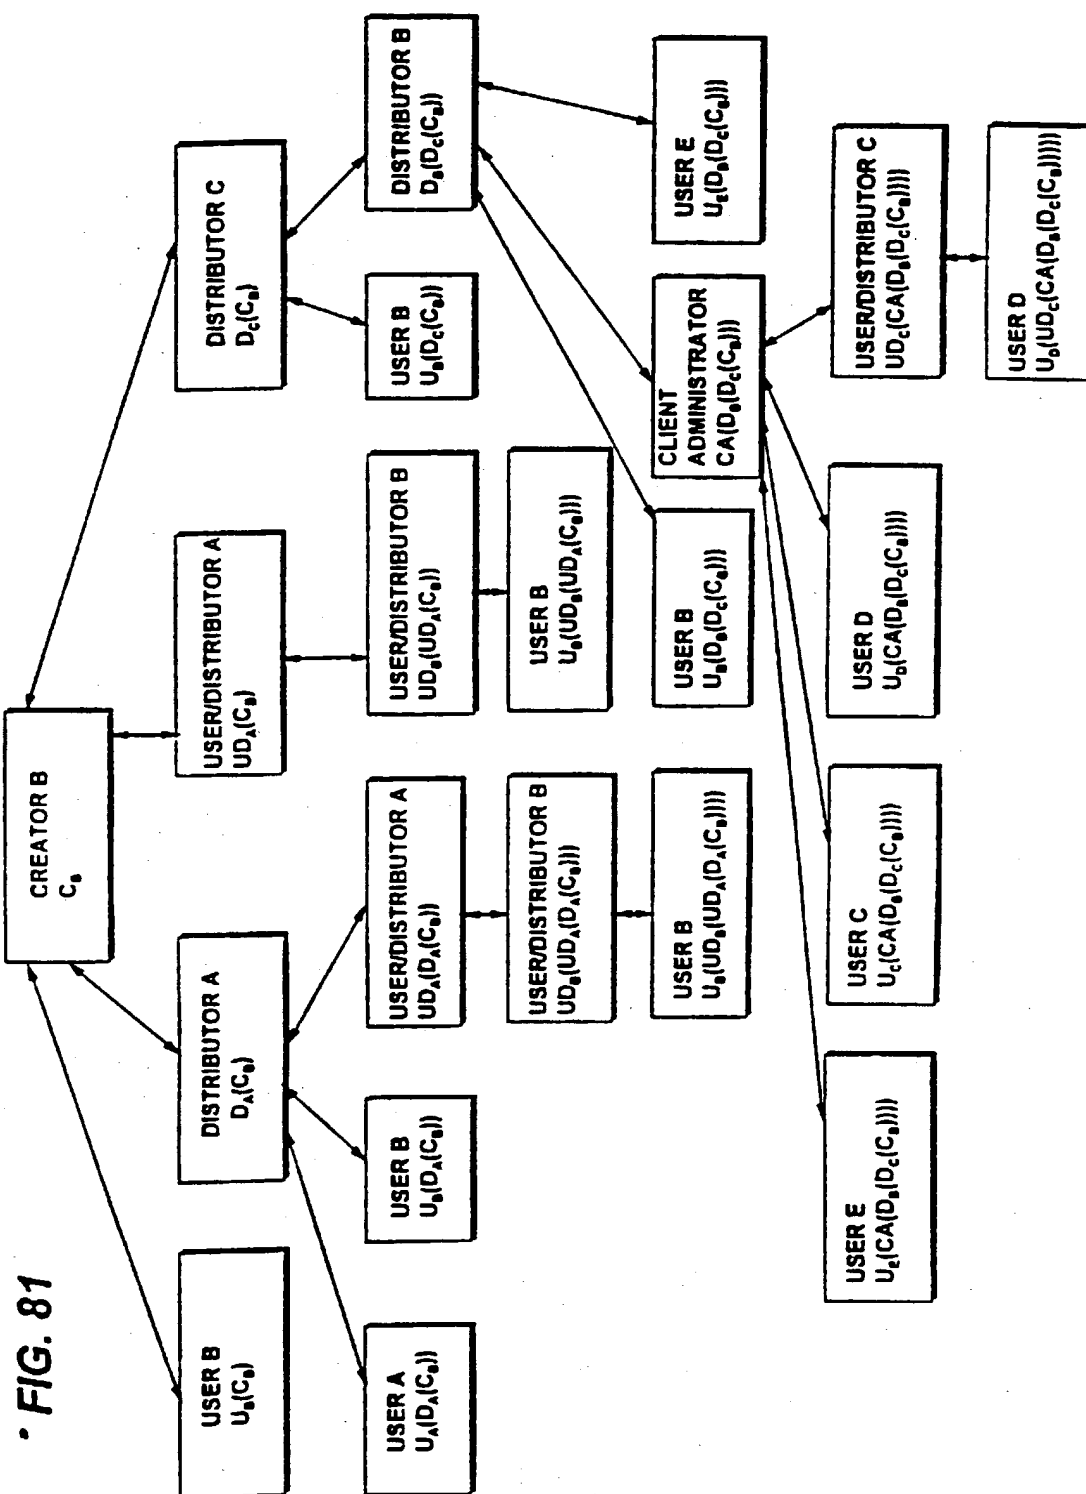 FIG. 81
CREATOR B
C_B
USER B
U_B(C_B)
DISTRIBUTOR A
D_A(C_B)
USER/DISTRIBUTOR A
UD_A(C_B)
DISTRIBUTOR C
D_C(C_B)
USER A
U_A(D_A(C_B))
USER B
U_B(D_A(C_B))
USER/DISTRIBUTOR A
UD_A(D_A(C_B))
USER/DISTRIBUTOR B
UD_B(UD_A(C_B))
USER B
U_B(D_C(C_B))
DISTRIBUTOR B
D_B(D_C(C_B))
USER/DISTRIBUTOR B
UD_B(UD_A(D_A(C_B)))
USER B
U_B(UD_B(UD_A(C_B)))
USER B
U_B(UD_B(UD_A(D_A(C_B))))
USER B
U_B(D_B(D_C(C_B)))
CLIENT
ADMINISTRATOR
CA(D_B(D_C(C_B)))
USER E
U_E(D_B(D_C(C_B)))
USER E
U_E(CA(D_B(D_C(C_B))))
USER C
U_C(CA(D_B(D_C(C_B))))
USER D
U_D(CA(D_B(D_C(C_B))))
USER/DISTRIBUTOR C
UD_C(CA(D_B(D_C(C_B))))
USER D
U_D(UD_C(CA(D_B(D_C(C_B)))))